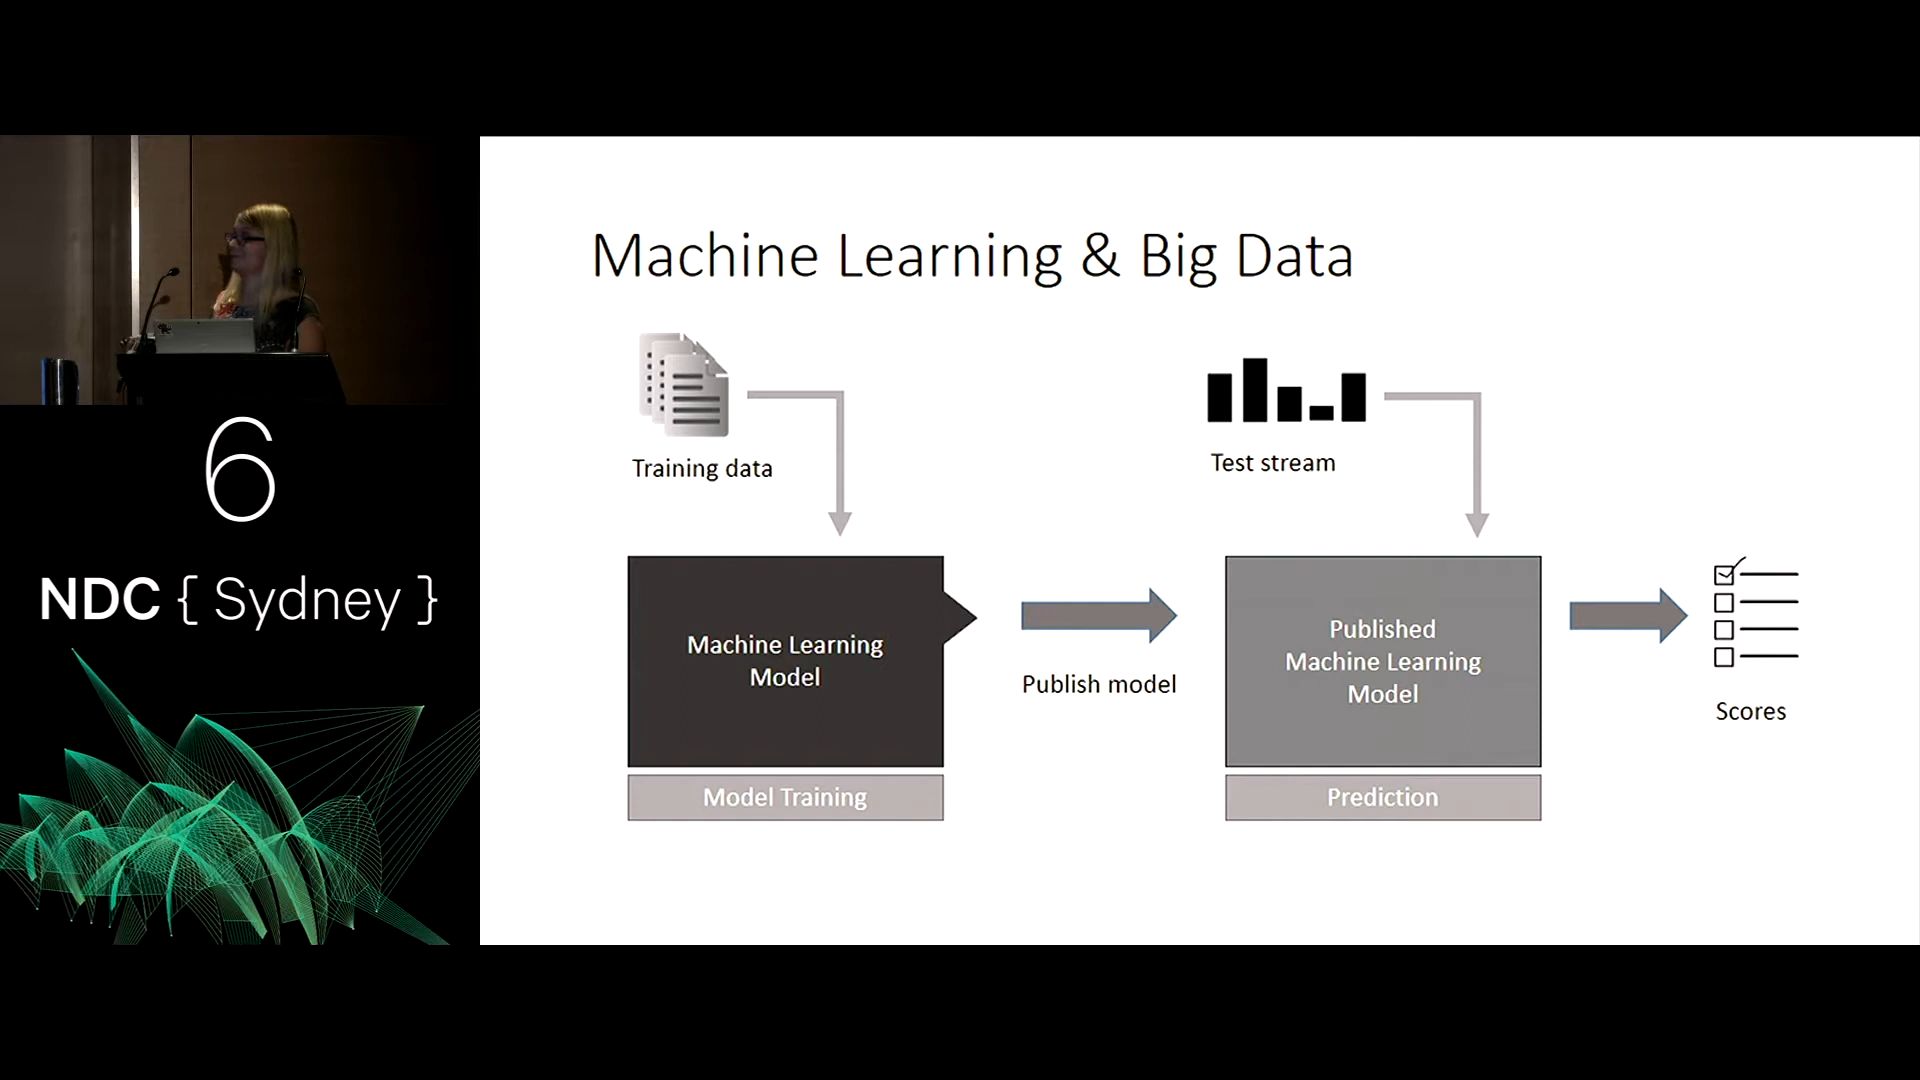 6
NDC { Sydney }
Machine Learning & Big Data
Training data
Test stream
Machine Learning
Model
Publish model
Published
Machine Learning
Model
Scores
Model Training
Prediction